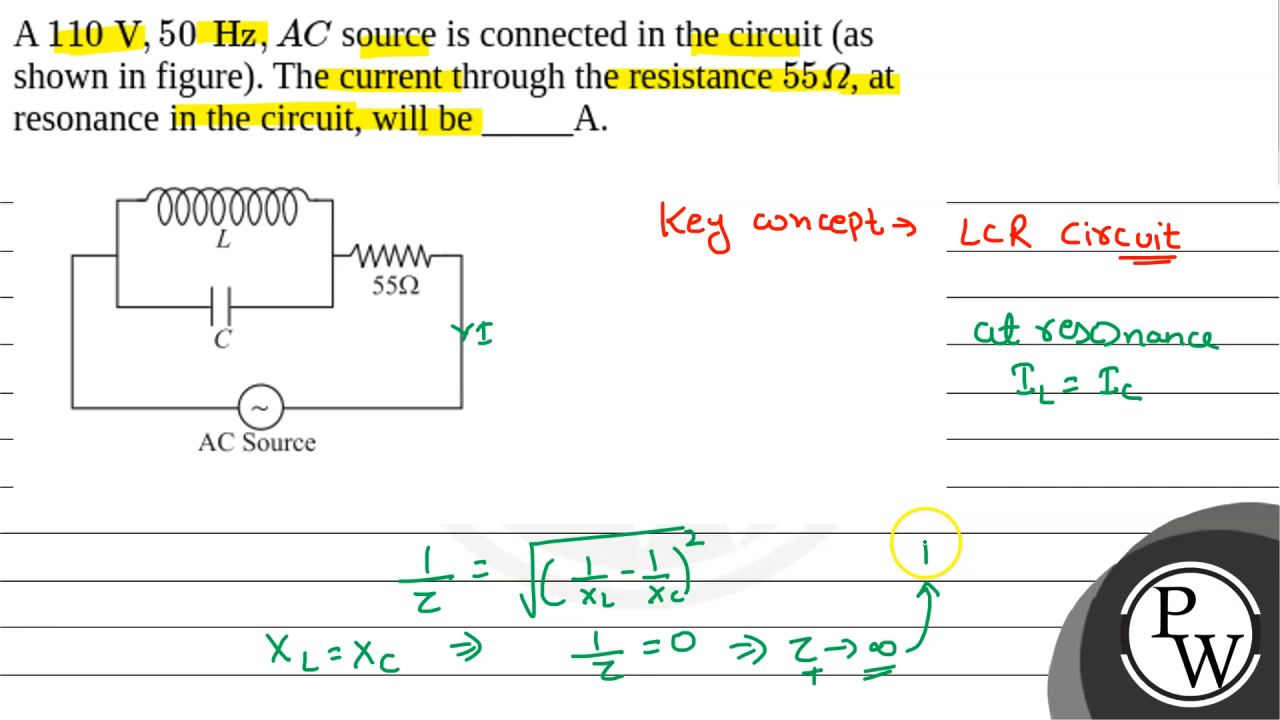 A 110 V, 50 Hz, AC source is connected in the circuit (as
shown in figure). The current through the resistance 55Ω, at
resonance in the circuit, will be _____A.
L
55Ω
C
I
AC Source
Key concept → LCR Circuit
at resonance
I_L = I_C
1/Z = √(1/X_L - 1/X_C)²
i
X_L = X_C ⇒ 1/Z = 0 ⇒ Z → ∞
P
W